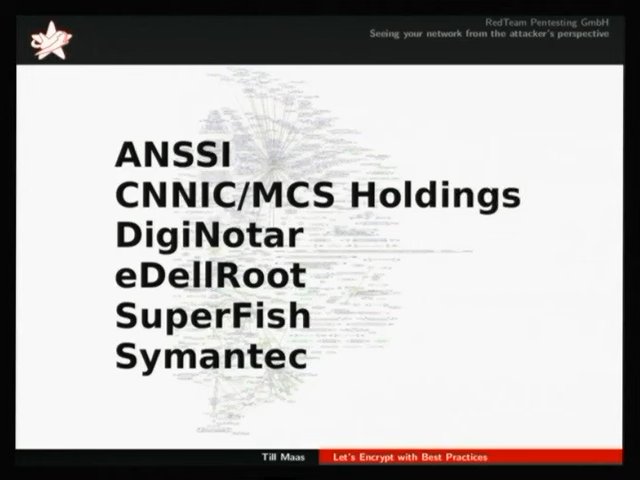 RedTeam Pentesting GmbH
Seeing your network from the attacker's perspective
ANSSI
CNNIC/MCS Holdings
DigiNotar
eDellRoot
SuperFish
Symantec
Till Maas
Let's Encrypt with Best Practices